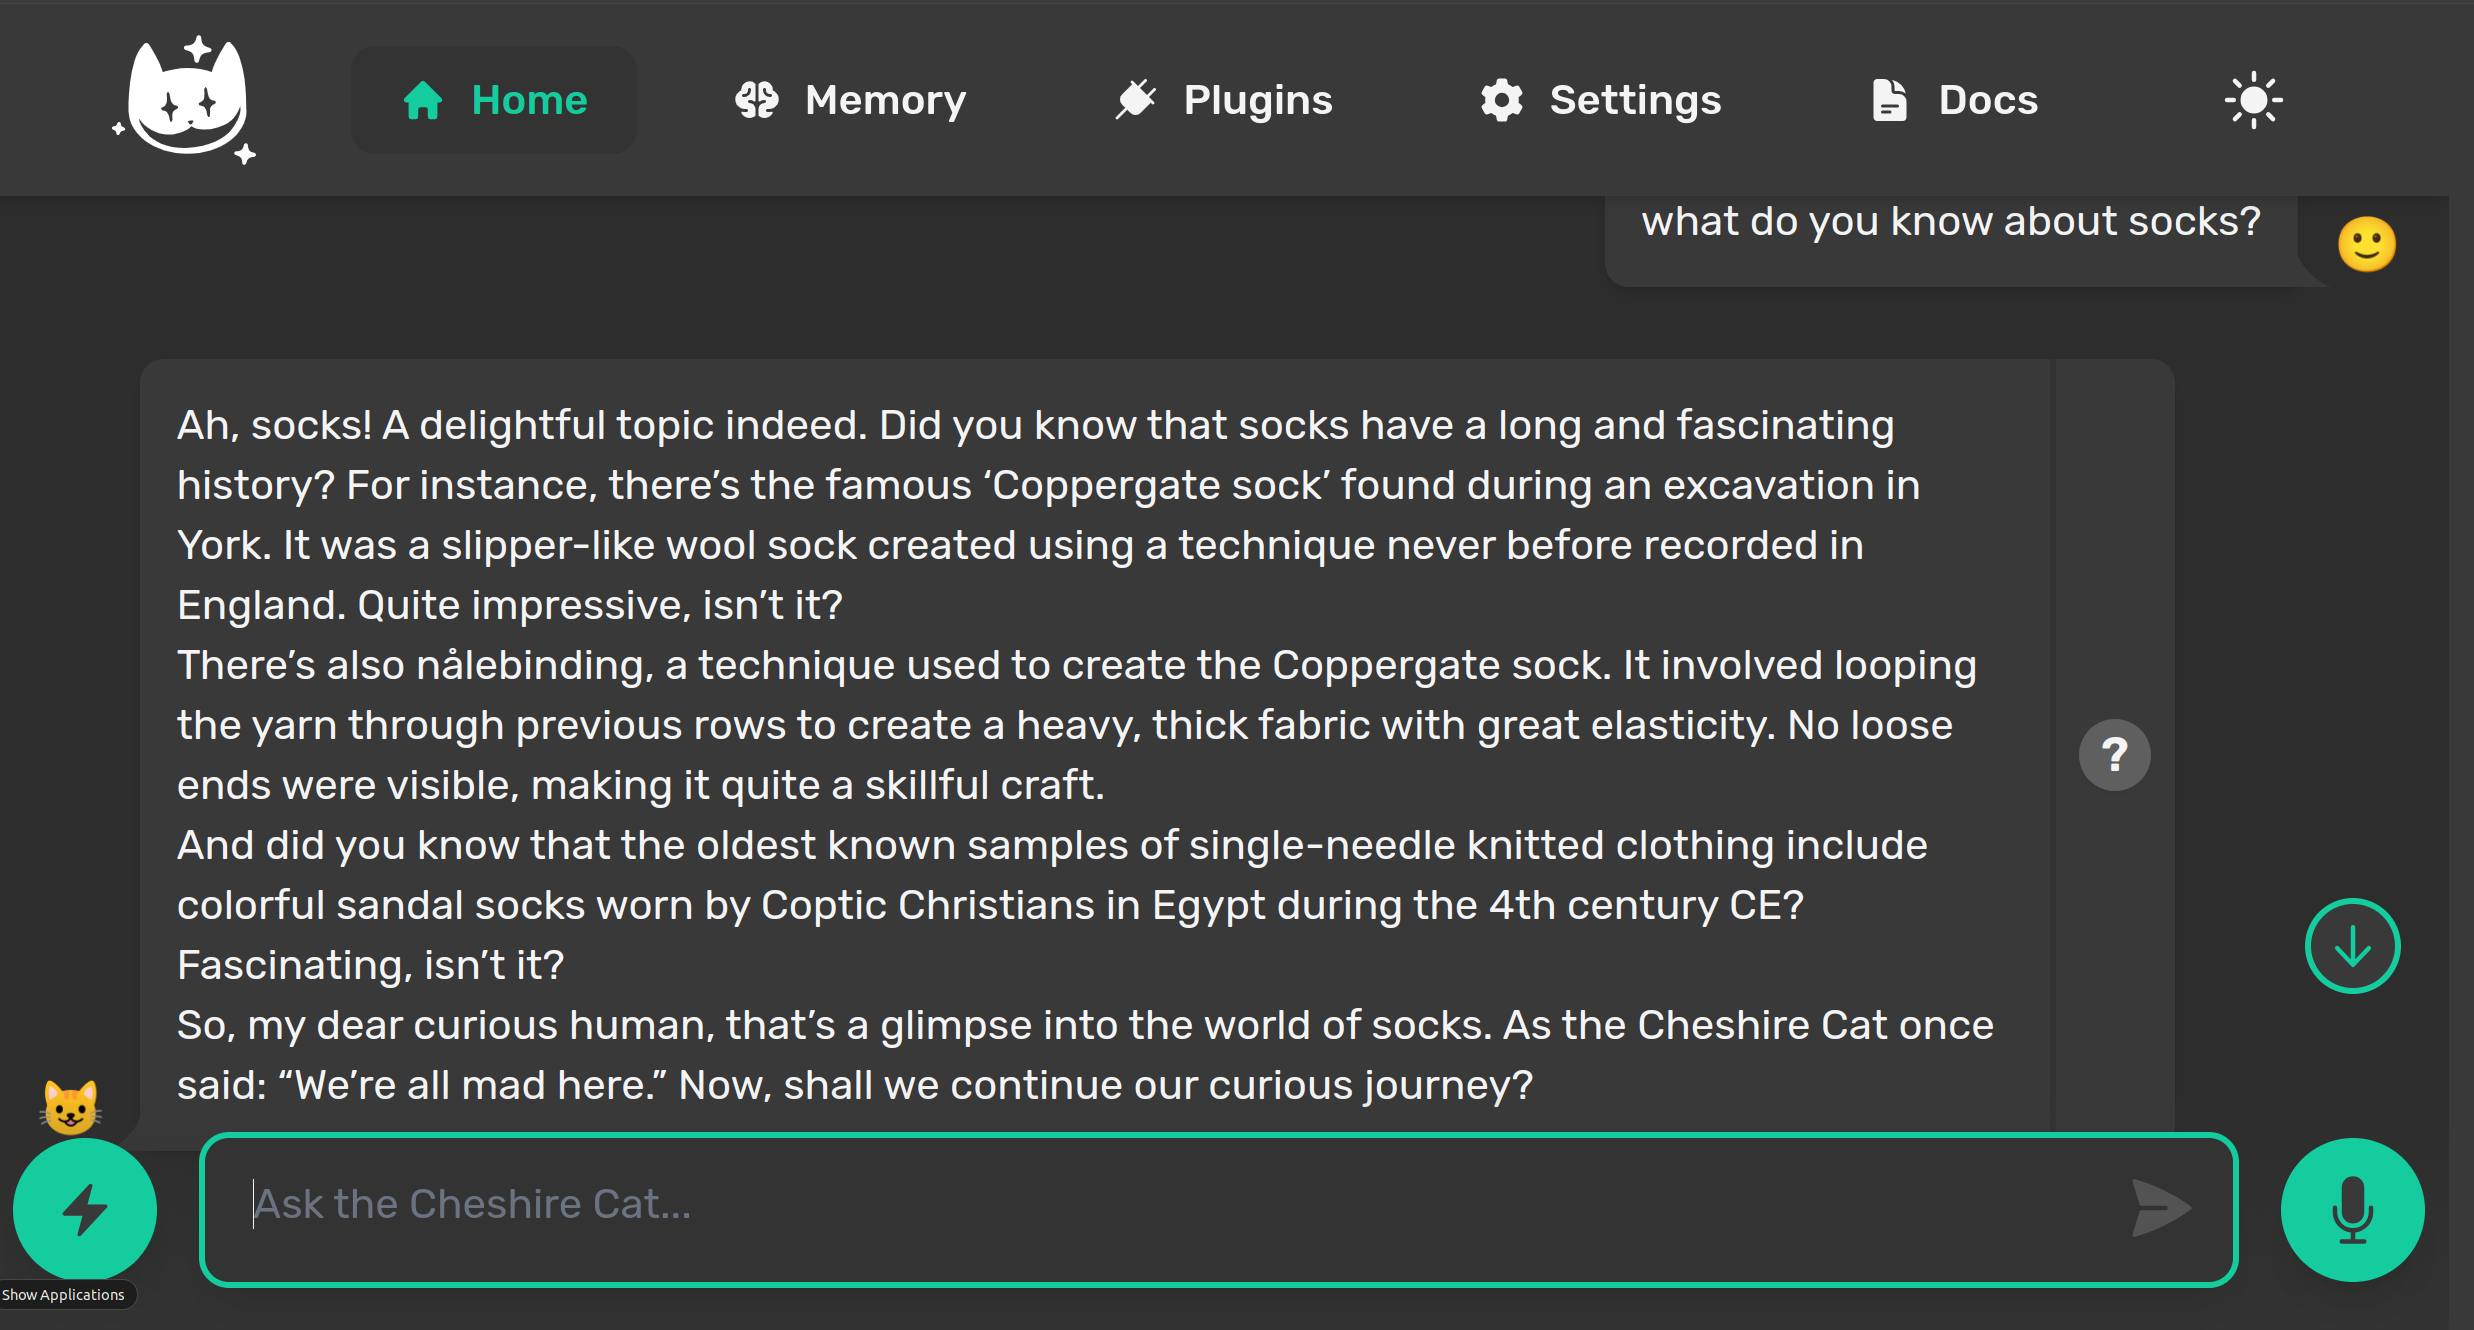 Home
Memory
Plugins
Settings
Docs
what do you know about socks?
Ah, socks! A delightful topic indeed. Did you know that socks have a long and fascinating
history? For instance, there’s the famous ‘Coppergate sock’ found during an excavation in
York. It was a slipper-like wool sock created using a technique never before recorded in
England. Quite impressive, isn’t it?
There’s also nålebinding, a technique used to create the Coppergate sock. It involved looping
the yarn through previous rows to create a heavy, thick fabric with great elasticity. No loose
ends were visible, making it quite a skillful craft.
And did you know that the oldest known samples of single-needle knitted clothing include
colorful sandal socks worn by Coptic Christians in Egypt during the 4th century CE?
Fascinating, isn’t it?
So, my dear curious human, that’s a glimpse into the world of socks. As the Cheshire Cat once
said: “We’re all mad here.” Now, shall we continue our curious journey?
?
Ask the Cheshire Cat...
Show Applications